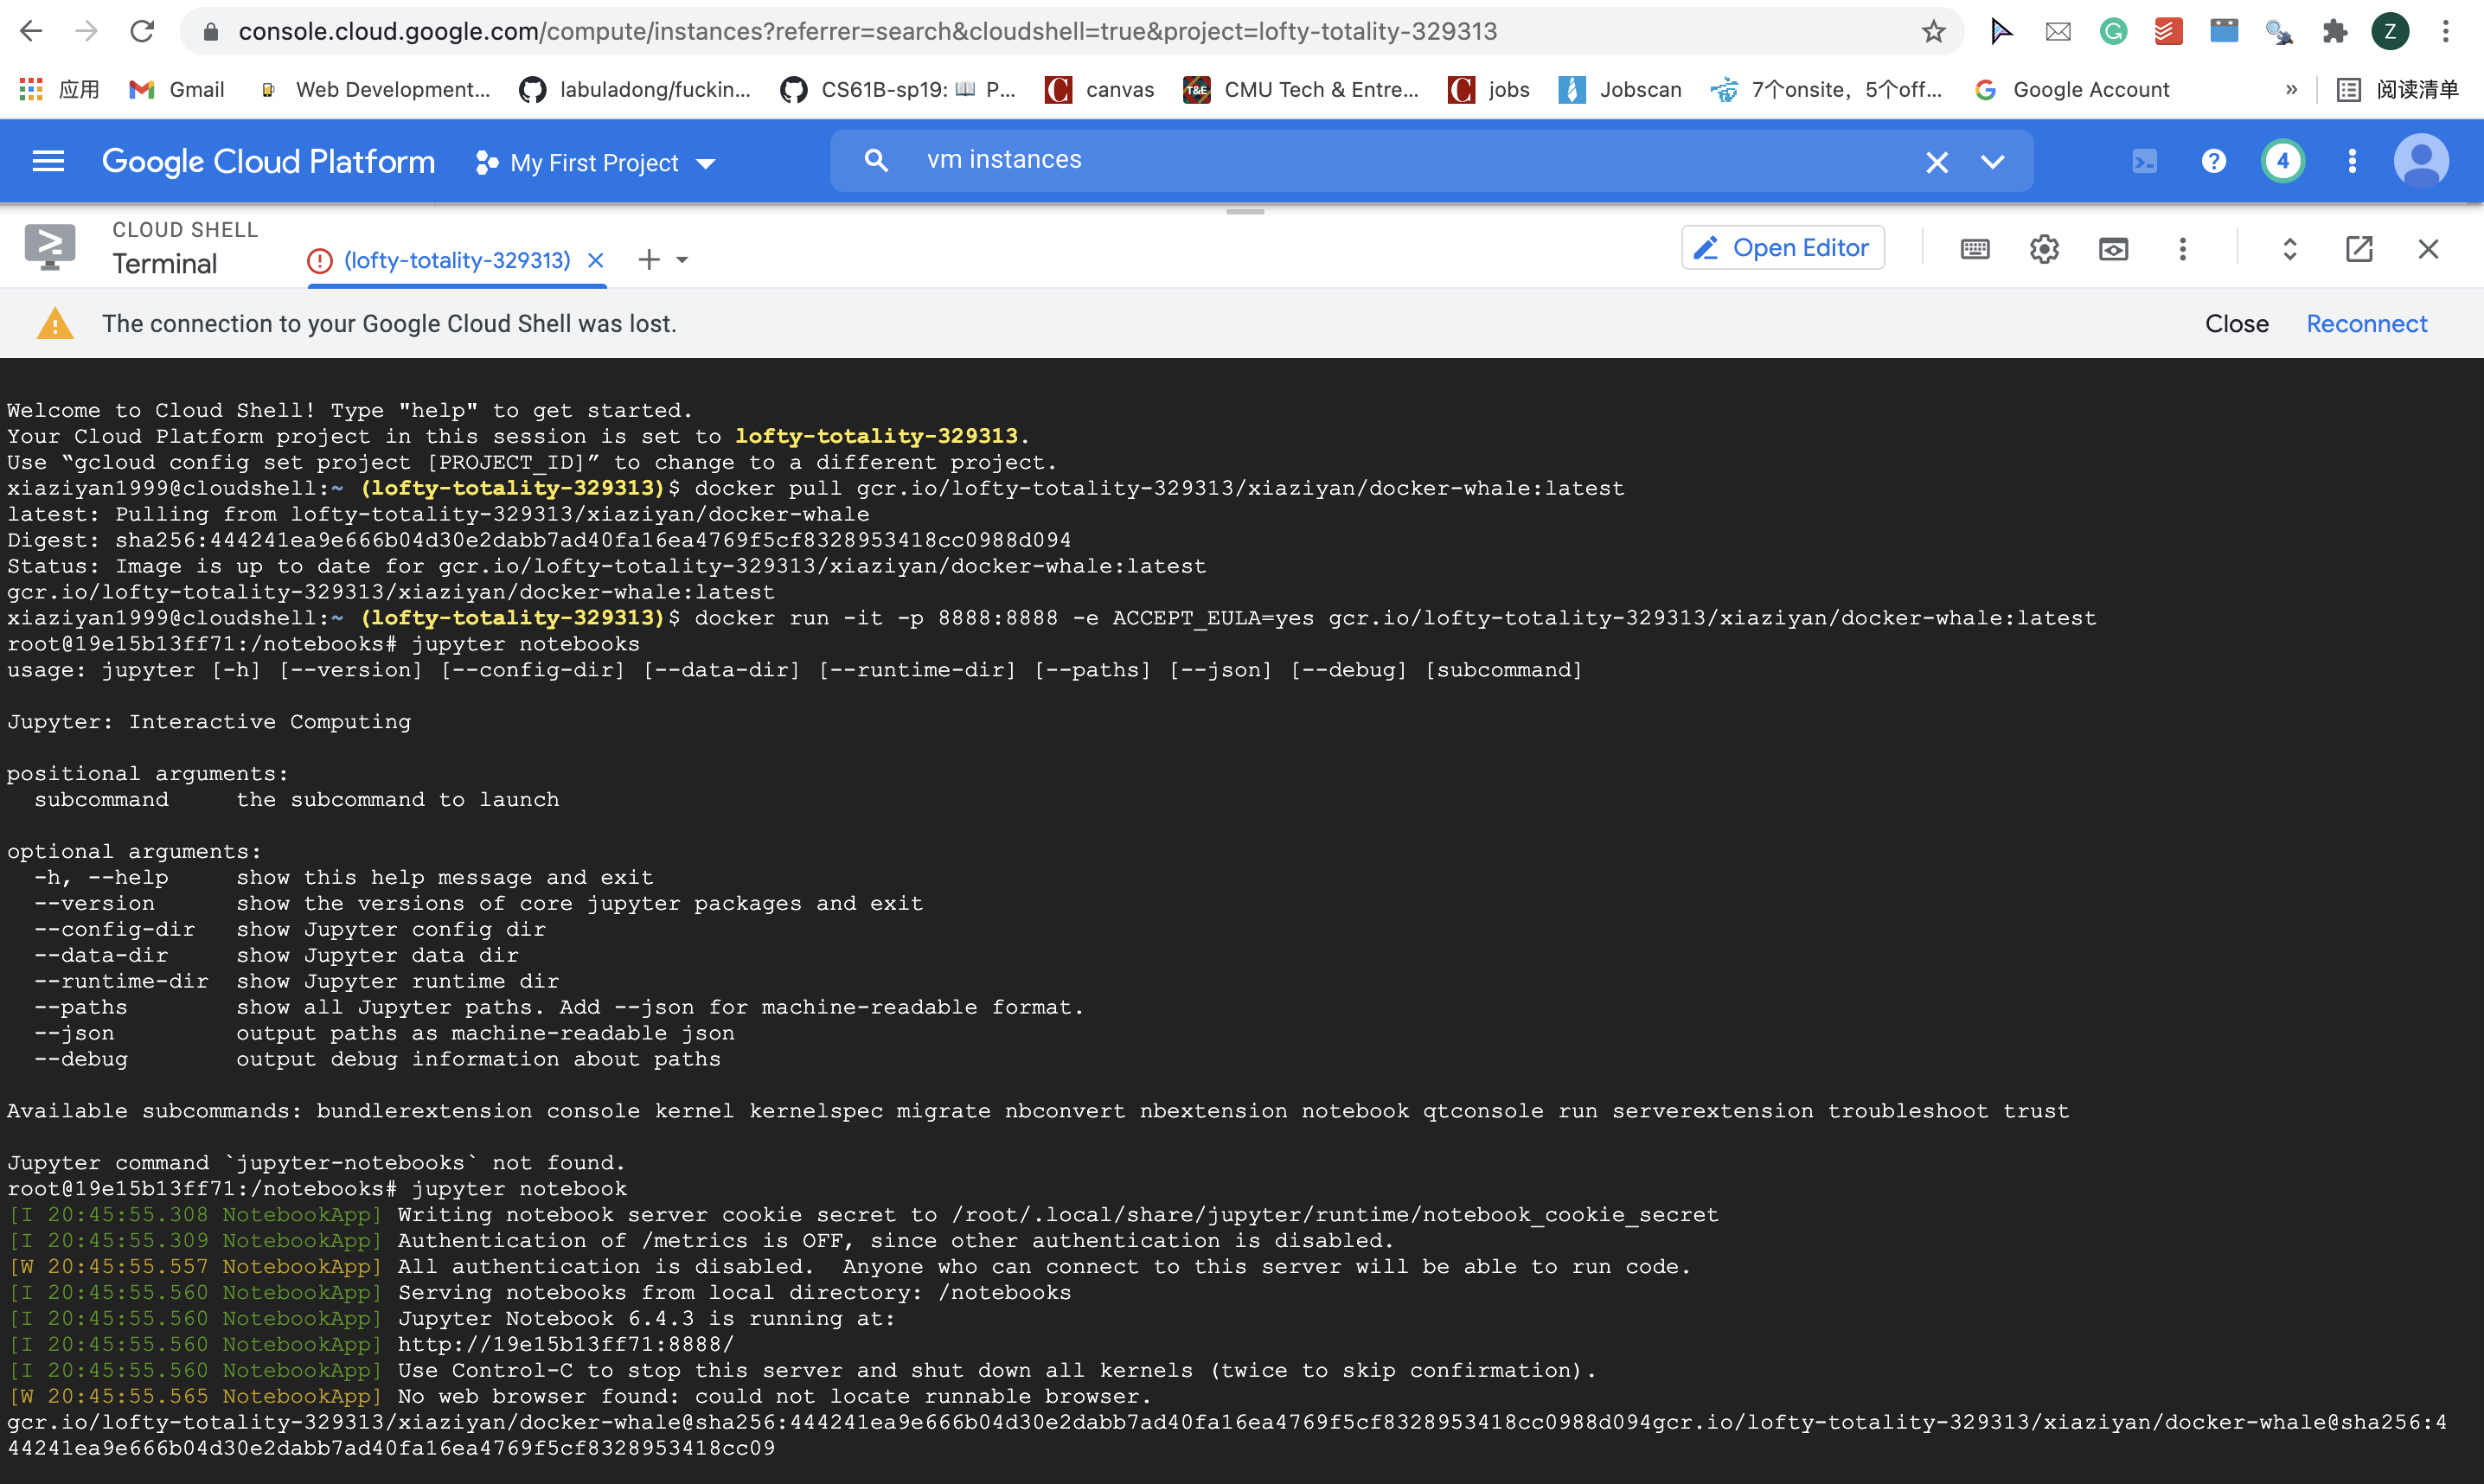 console.cloud.google.com/compute/instances?referrer=search&cloudshell=true&project=lofty-totality-329313
Z
应用 Gmail Web Development... labuladong/fuckin... CS61B-sp19: 📖 P... canvas T&E CMU Tech & Entre... jobs Jobscan 7个onsite，5个off... Google Account » 阅读清单
Google Cloud Platform My First Project vm instances 4
CLOUD SHELL
Terminal (lofty-totality-329313) Open Editor
The connection to your Google Cloud Shell was lost. Close Reconnect
Welcome to Cloud Shell! Type "help" to get started.
Your Cloud Platform project in this session is set to lofty-totality-329313.
Use “gcloud config set project [PROJECT_ID]” to change to a different project.
xiaziyan1999@cloudshell:~ (lofty-totality-329313)$ docker pull gcr.io/lofty-totality-329313/xiaziyan/docker-whale:latest
latest: Pulling from lofty-totality-329313/xiaziyan/docker-whale
Digest: sha256:444241ea9e666b04d30e2dabb7ad40fa16ea4769f5cf8328953418cc0988d094
Status: Image is up to date for gcr.io/lofty-totality-329313/xiaziyan/docker-whale:latest
gcr.io/lofty-totality-329313/xiaziyan/docker-whale:latest
xiaziyan1999@cloudshell:~ (lofty-totality-329313)$ docker run -it -p 8888:8888 -e ACCEPT_EULA=yes gcr.io/lofty-totality-329313/xiaziyan/docker-whale:latest
root@19e15b13ff71:/notebooks# jupyter notebooks
usage: jupyter [-h] [--version] [--config-dir] [--data-dir] [--runtime-dir] [--paths] [--json] [--debug] [subcommand]
Jupyter: Interactive Computing
positional arguments:
subcommand     the subcommand to launch
optional arguments:
-h, --help     show this help message and exit
--version      show the versions of core jupyter packages and exit
--config-dir   show Jupyter config dir
--data-dir     show Jupyter data dir
--runtime-dir  show Jupyter runtime dir
--paths        show all Jupyter paths. Add --json for machine-readable format.
--json         output paths as machine-readable json
--debug        output debug information about paths
Available subcommands: bundlerextension console kernel kernelspec migrate nbconvert nbextension notebook qtconsole run serverextension troubleshoot trust
Jupyter command `jupyter-notebooks` not found.
root@19e15b13ff71:/notebooks# jupyter notebook
[I 20:45:55.308 NotebookApp] Writing notebook server cookie secret to /root/.local/share/jupyter/runtime/notebook_cookie_secret
[I 20:45:55.309 NotebookApp] Authentication of /metrics is OFF, since other authentication is disabled.
[W 20:45:55.557 NotebookApp] All authentication is disabled.  Anyone who can connect to this server will be able to run code.
[I 20:45:55.560 NotebookApp] Serving notebooks from local directory: /notebooks
[I 20:45:55.560 NotebookApp] Jupyter Notebook 6.4.3 is running at:
[I 20:45:55.560 NotebookApp] http://19e15b13ff71:8888/
[I 20:45:55.560 NotebookApp] Use Control-C to stop this server and shut down all kernels (twice to skip confirmation).
[W 20:45:55.565 NotebookApp] No web browser found: could not locate runnable browser.
gcr.io/lofty-totality-329313/xiaziyan/docker-whale@sha256:444241ea9e666b04d30e2dabb7ad40fa16ea4769f5cf8328953418cc0988d094gcr.io/lofty-totality-329313/xiaziyan/docker-whale@sha256:4
44241ea9e666b04d30e2dabb7ad40fa16ea4769f5cf8328953418cc09